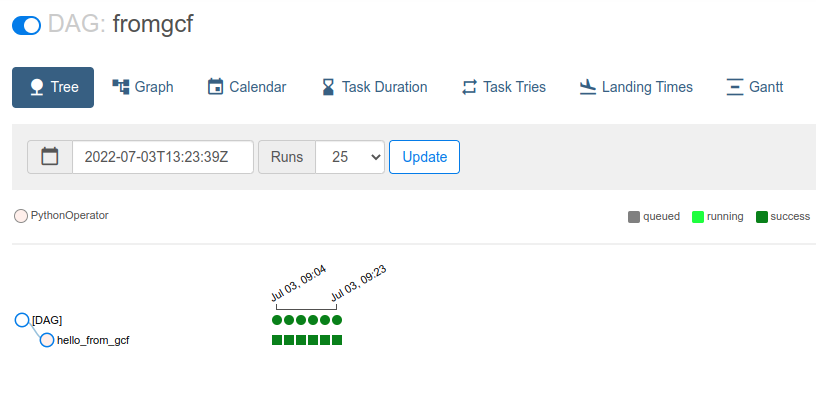 DAG: fromgcf
Tree Graph Calendar Task Duration Task Tries Landing Times Gantt
2022-07-03T13:23:39Z Runs 25 Update
PythonOperator queued running success
Jul 03, 09:04 Jul 03, 09:23
[DAG]
hello_from_gcf